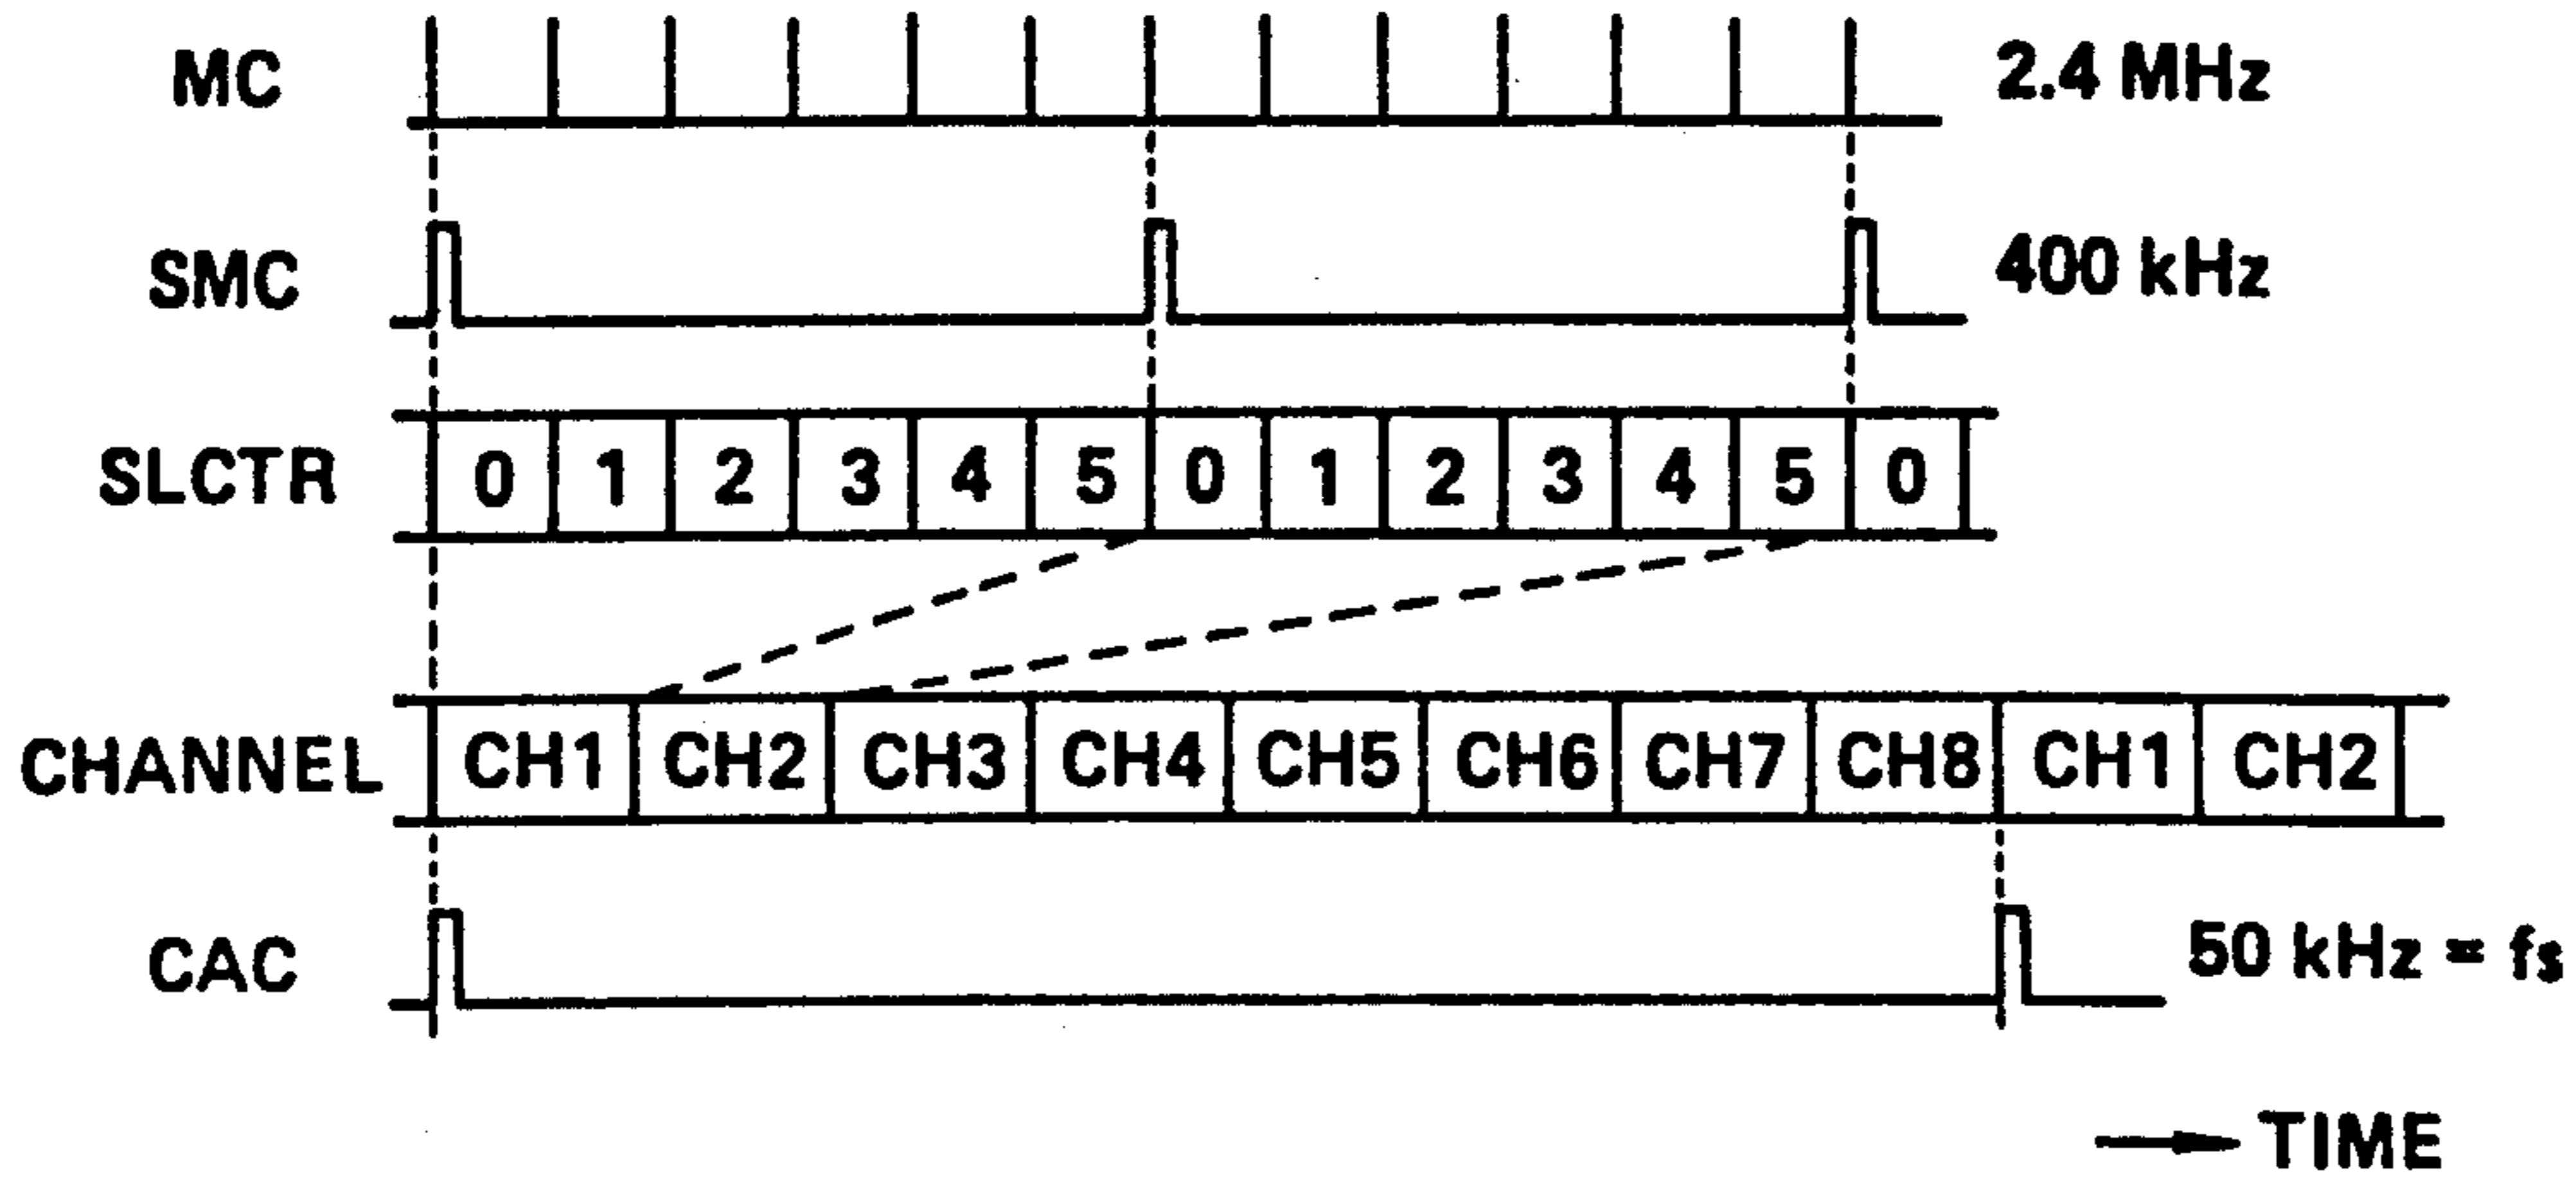 MC 2.4 MHz
SMC 400 kHz
SLCTR 0 1 2 3 4 5 0 1 2 3 4 5 0
CHANNEL CH1 CH2 CH3 CH4 CH5 CH6 CH7 CH8 CH1 CH2
CAC 50 kHz = fs
TIME